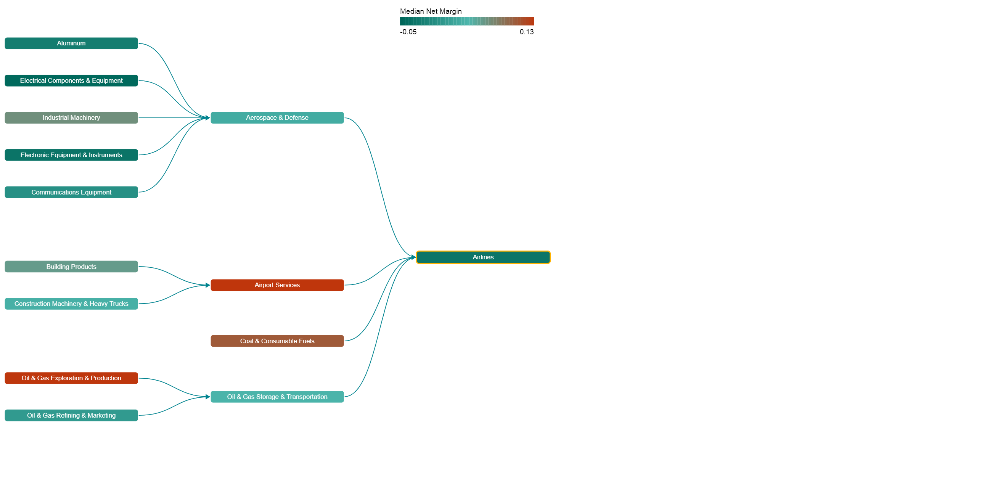 Median Net Margin
-0.05 0.13
Aluminum
Electrical Components & Equipment
Industrial Machinery
Aerospace & Defense
Electronic Equipment & Instruments
Communications Equipment
Airlines
Building Products
Airport Services
Construction Machinery & Heavy Trucks
Coal & Consumable Fuels
Oil & Gas Exploration & Production
Oil & Gas Storage & Transportation
Oil & Gas Refining & Marketing